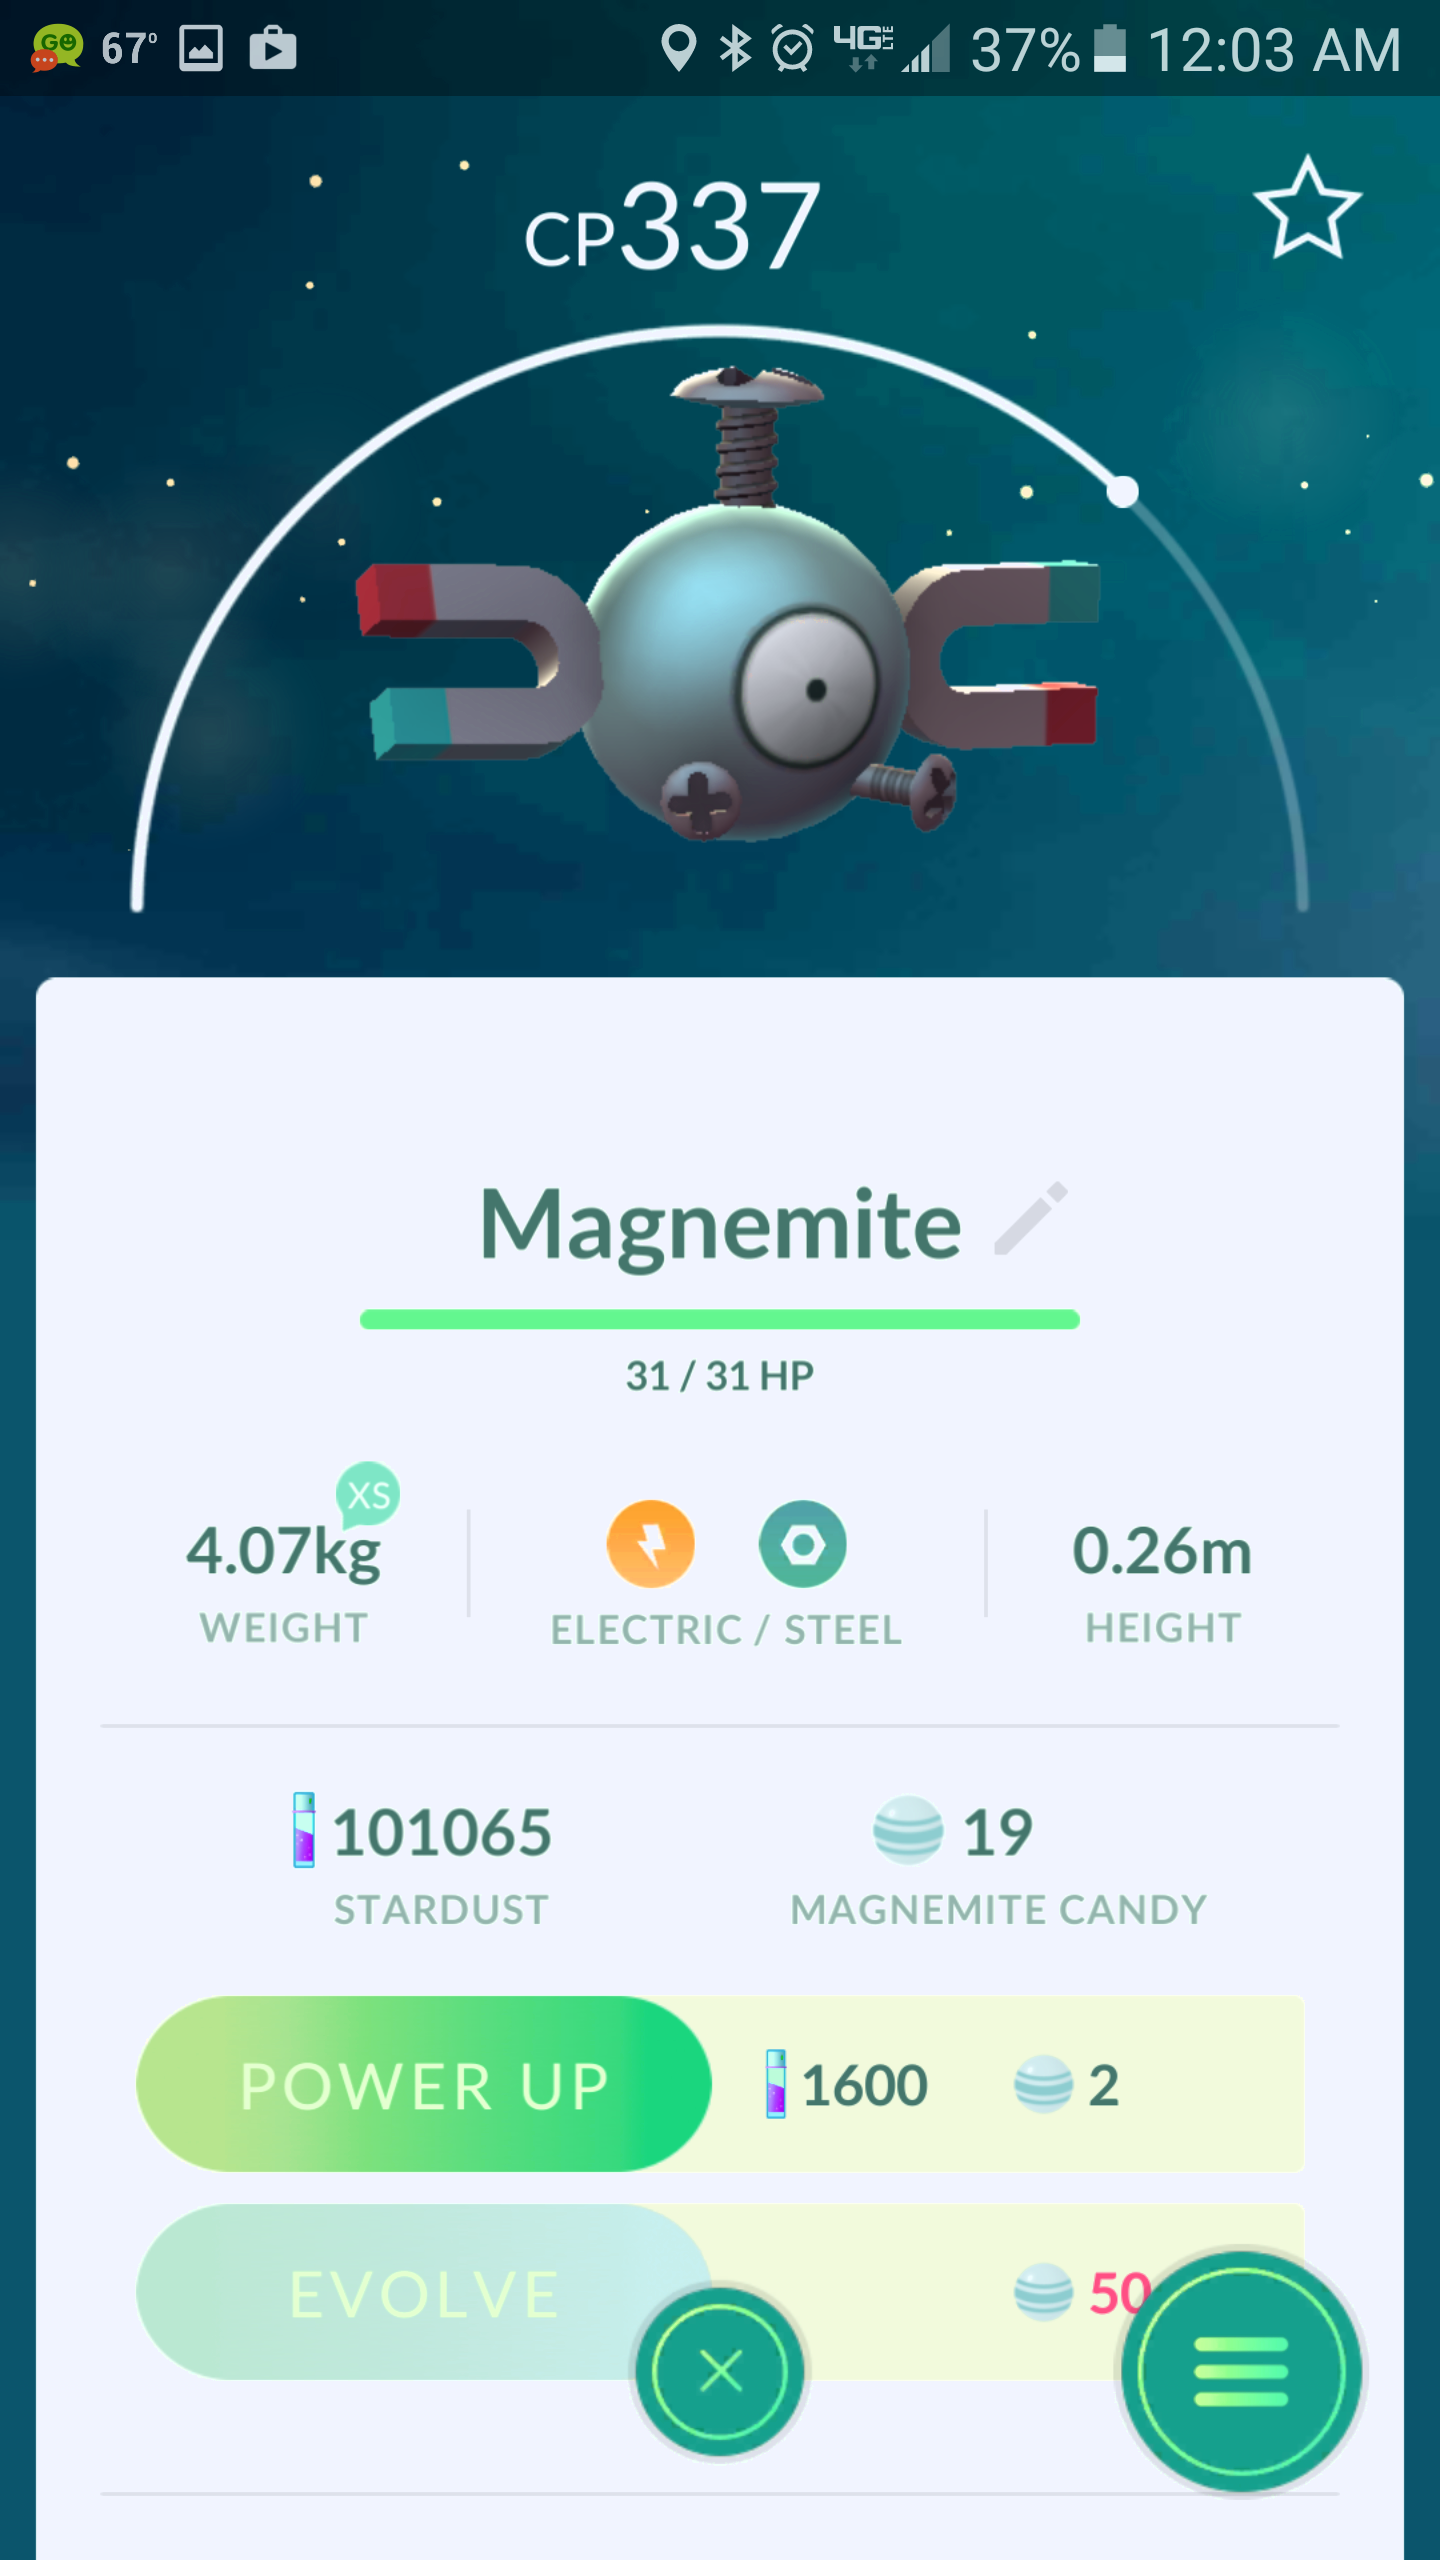 GO 67° 4G LTE 37% 12:03 AM
CP337
Magnemite
31 / 31 HP
XS
4.07kg
WEIGHT
ELECTRIC / STEEL
0.26m
HEIGHT
101065
STARDUST
19
MAGNEMITE CANDY
POWER UP 1600 2
EVOLVE 50